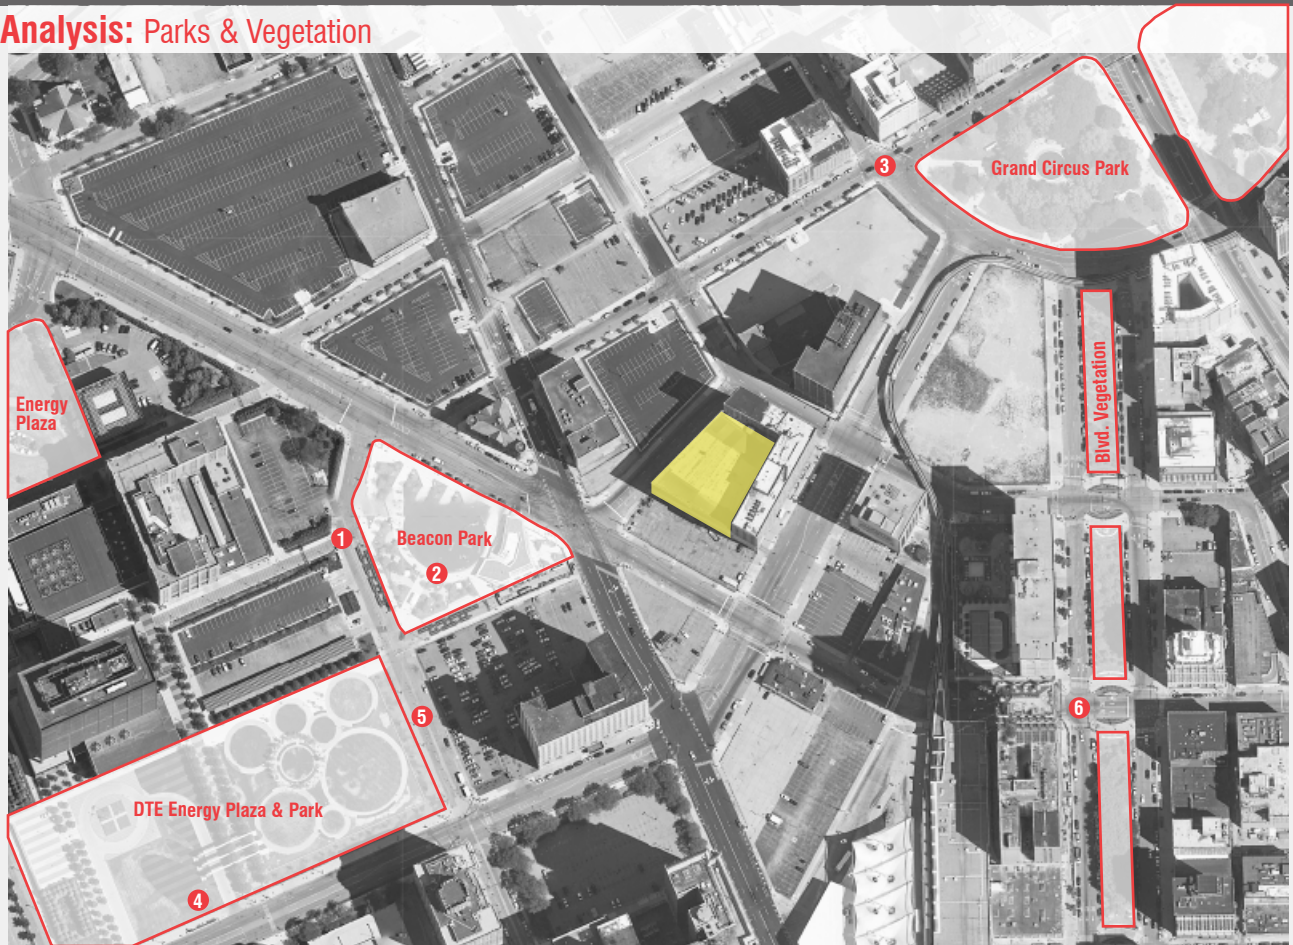 Analysis: Parks & Vegetation
3
Grand Circus Park
Energy
Plaza
Blvd. Vegetation
1
Beacon Park
2
5
6
DTE Energy Plaza & Park
4